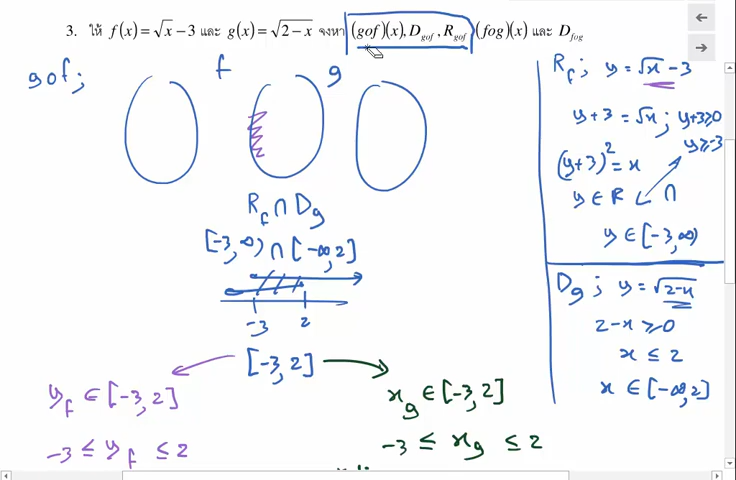 3. ให้ f(x) = √x − 3 และ g(x) = √(2 − x) จงหา (gof)(x), D_gof , R_gof , (fog)(x) และ D_fog
gof;
f
g
R_f ∩ D_g
[-3, ∞) ∩ [-∞, 2]
-3 2
[-3, 2]
y_f ∈ [-3, 2]
-3 ≤ y_f ≤ 2
x_g ∈ [-3, 2]
-3 ≤ x_g ≤ 2
R_f ; y = √x - 3
y+3 = √x ; y+3 ≥ 0
y ≥ -3
(y+3)² = x
y ∈ R ∩
y ∈ [-3, ∞)
D_g ; y = √(2-x)
2-x ≥ 0
x ≤ 2
x ∈ [-∞, 2]